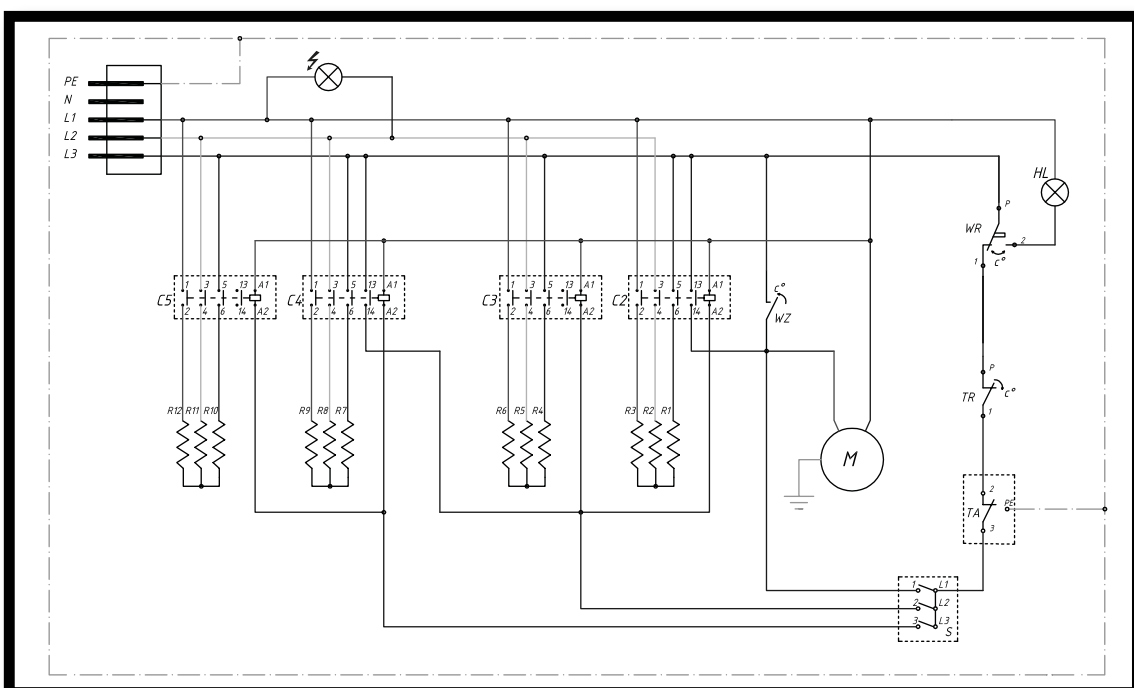 PE
N
L1
L2
L3
HL
P
WR
2
1 c°
C5 1 3 5 13 A1
2 4 6 14 A2
C4 1 3 5 13 A1
2 4 6 14 A2
C3 1 3 5 13 A1
2 4 6 14 A2
C2 1 3 5 13 A1
2 4 6 14 A2
c°
WZ
P
TR c°
1
R12 R11 R10
R9 R8 R7
R6 R5 R4
R3 R2 R1
M
2
TA PE
3
1 L1
2 L2
3 L3
S